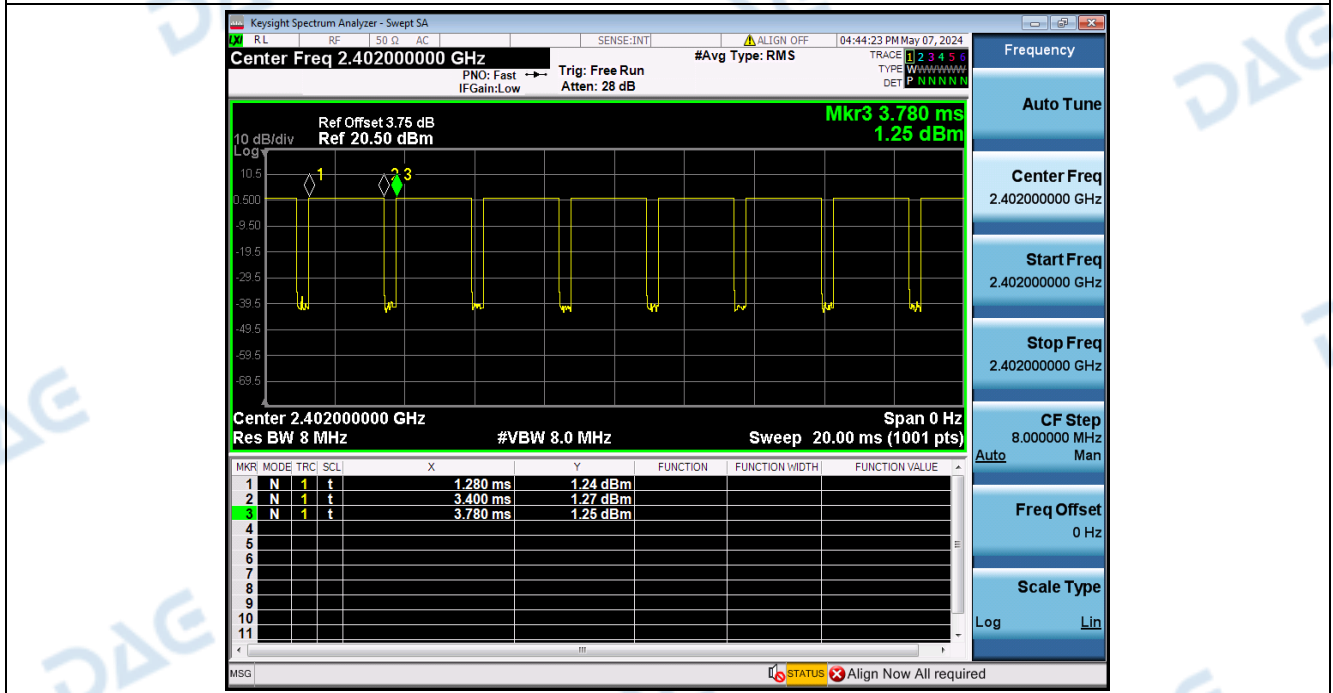 Keysight Spectrum Analyzer - Swept SA
LXI RL RF 50 Ω AC SENSE:INT ALIGN OFF 04:44:23 PM May 07, 2024
Center Freq 2.402000000 GHz #Avg Type: RMS TRACE 1 2 3 4 5 6
PNO: Fast Trig: Free Run TYPE WWWWWW
IFGain:Low Atten: 28 dB DET P N N N N N
Frequency
Mkr3 3.780 ms
1.25 dBm
Ref Offset 3.75 dB
10 dB/div Ref 20.50 dBm
Log
10.5
0.500
-9.50
-19.5
-29.5
-39.5
-49.5
-59.5
-69.5
1 2 3
Center 2.402000000 GHz Span 0 Hz
Res BW 8 MHz #VBW 8.0 MHz Sweep 20.00 ms (1001 pts)
MKR MODE TRC SCL X Y FUNCTION FUNCTION WIDTH FUNCTION VALUE
1 N 1 t 1.280 ms 1.24 dBm
2 N 1 t 3.400 ms 1.27 dBm
3 N 1 t 3.780 ms 1.25 dBm
4
5
6
7
8
9
10
11
MSG STATUS Align Now All required
Auto Tune
Center Freq
2.402000000 GHz
Start Freq
2.402000000 GHz
Stop Freq
2.402000000 GHz
CF Step
8.000000 MHz
Auto Man
Freq Offset
0 Hz
Scale Type
Log Lin
DAG
DAG